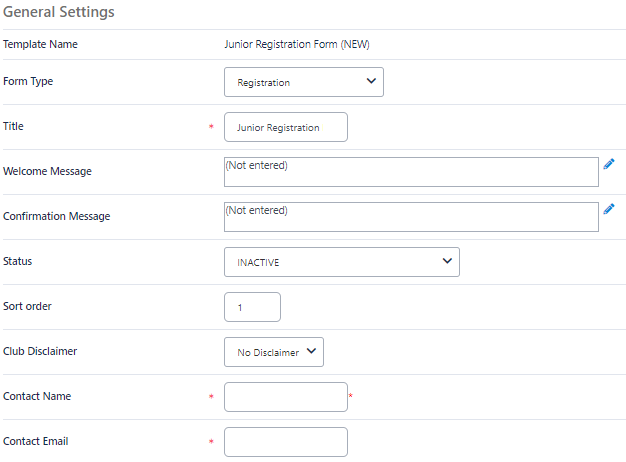 General Settings
Template Name Junior Registration Form (NEW)
Form Type Registration
Title * Junior Registration
Welcome Message (Not entered)
Confirmation Message (Not entered)
Status INACTIVE
Sort order 1
Club Disclaimer No Disclaimer
Contact Name * *
Contact Email *